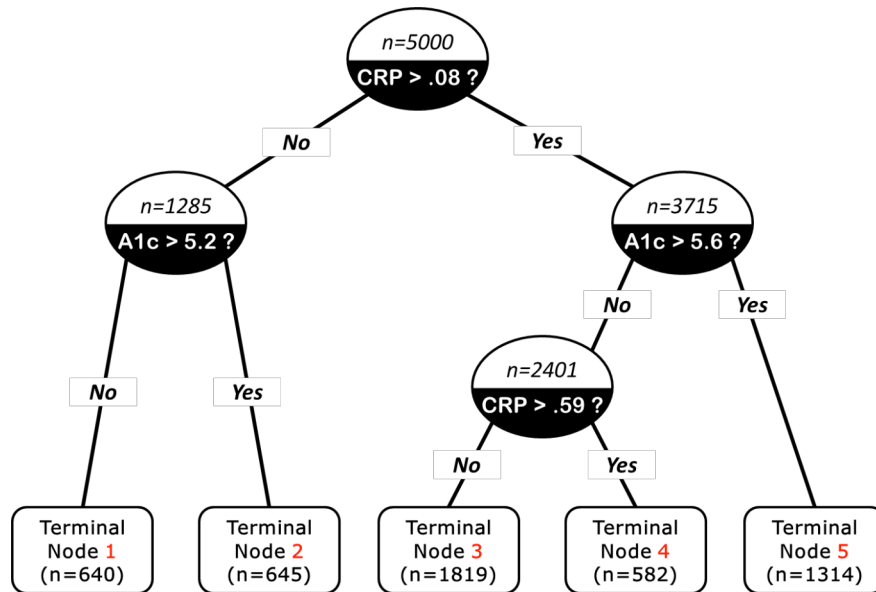 n=5000
CRP > .08 ?
No
Yes
n=1285
A1c > 5.2 ?
n=3715
A1c > 5.6 ?
No
Yes
n=2401
CRP > .59 ?
No
Yes
No
Yes
Terminal
Node 1
(n=640)
Terminal
Node 2
(n=645)
Terminal
Node 3
(n=1819)
Terminal
Node 4
(n=582)
Terminal
Node 5
(n=1314)